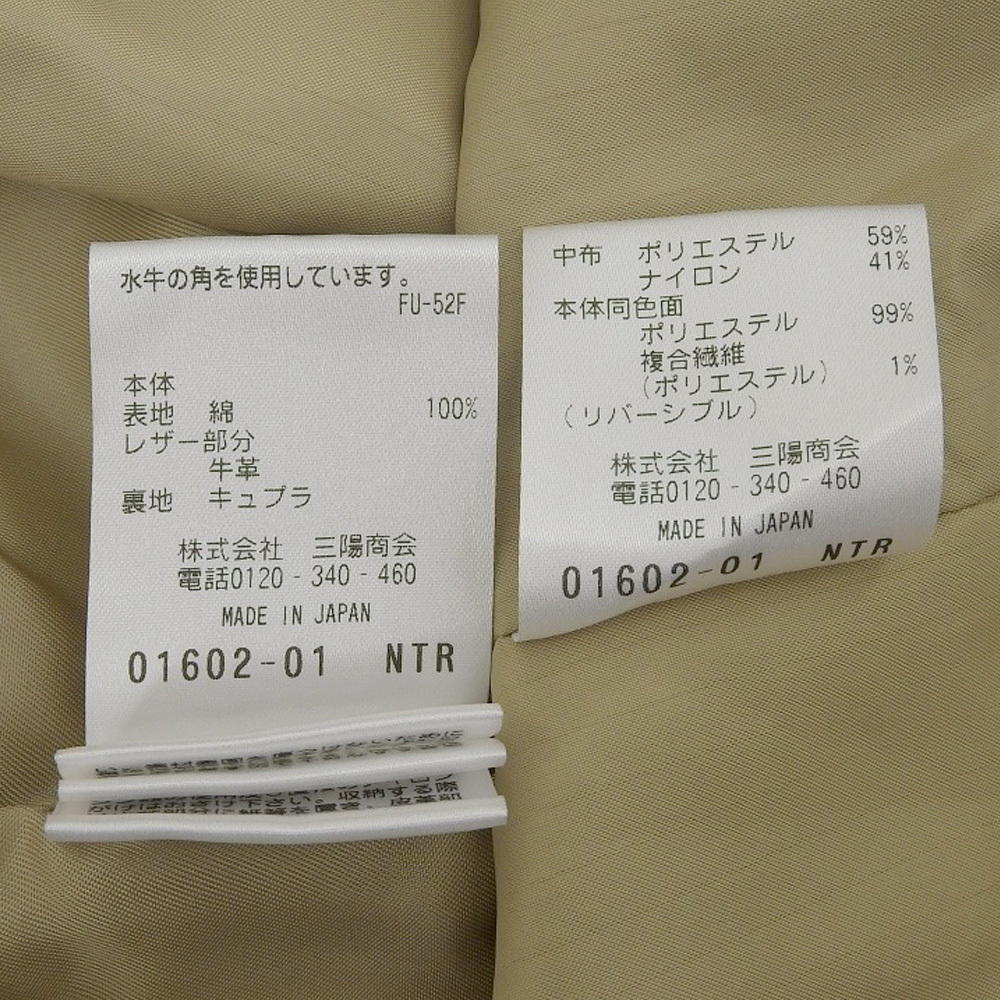 水牛の角を使用しています。
FU-52F
本体
表地 綿 100%
レザー部分
牛革
裏地 キュプラ
株式会社 三陽商会
電話0120-340-460
MADE IN JAPAN
01602-01 NTR
中布 ポリエステル 59%
ナイロン 41%
本体同色面
ポリエステル 99%
複合繊維
(ポリエステル) 1%
(リバーシブル)
株式会社 三陽商会
電話0120-340-460
MADE IN JAPAN
01602-01 NTR